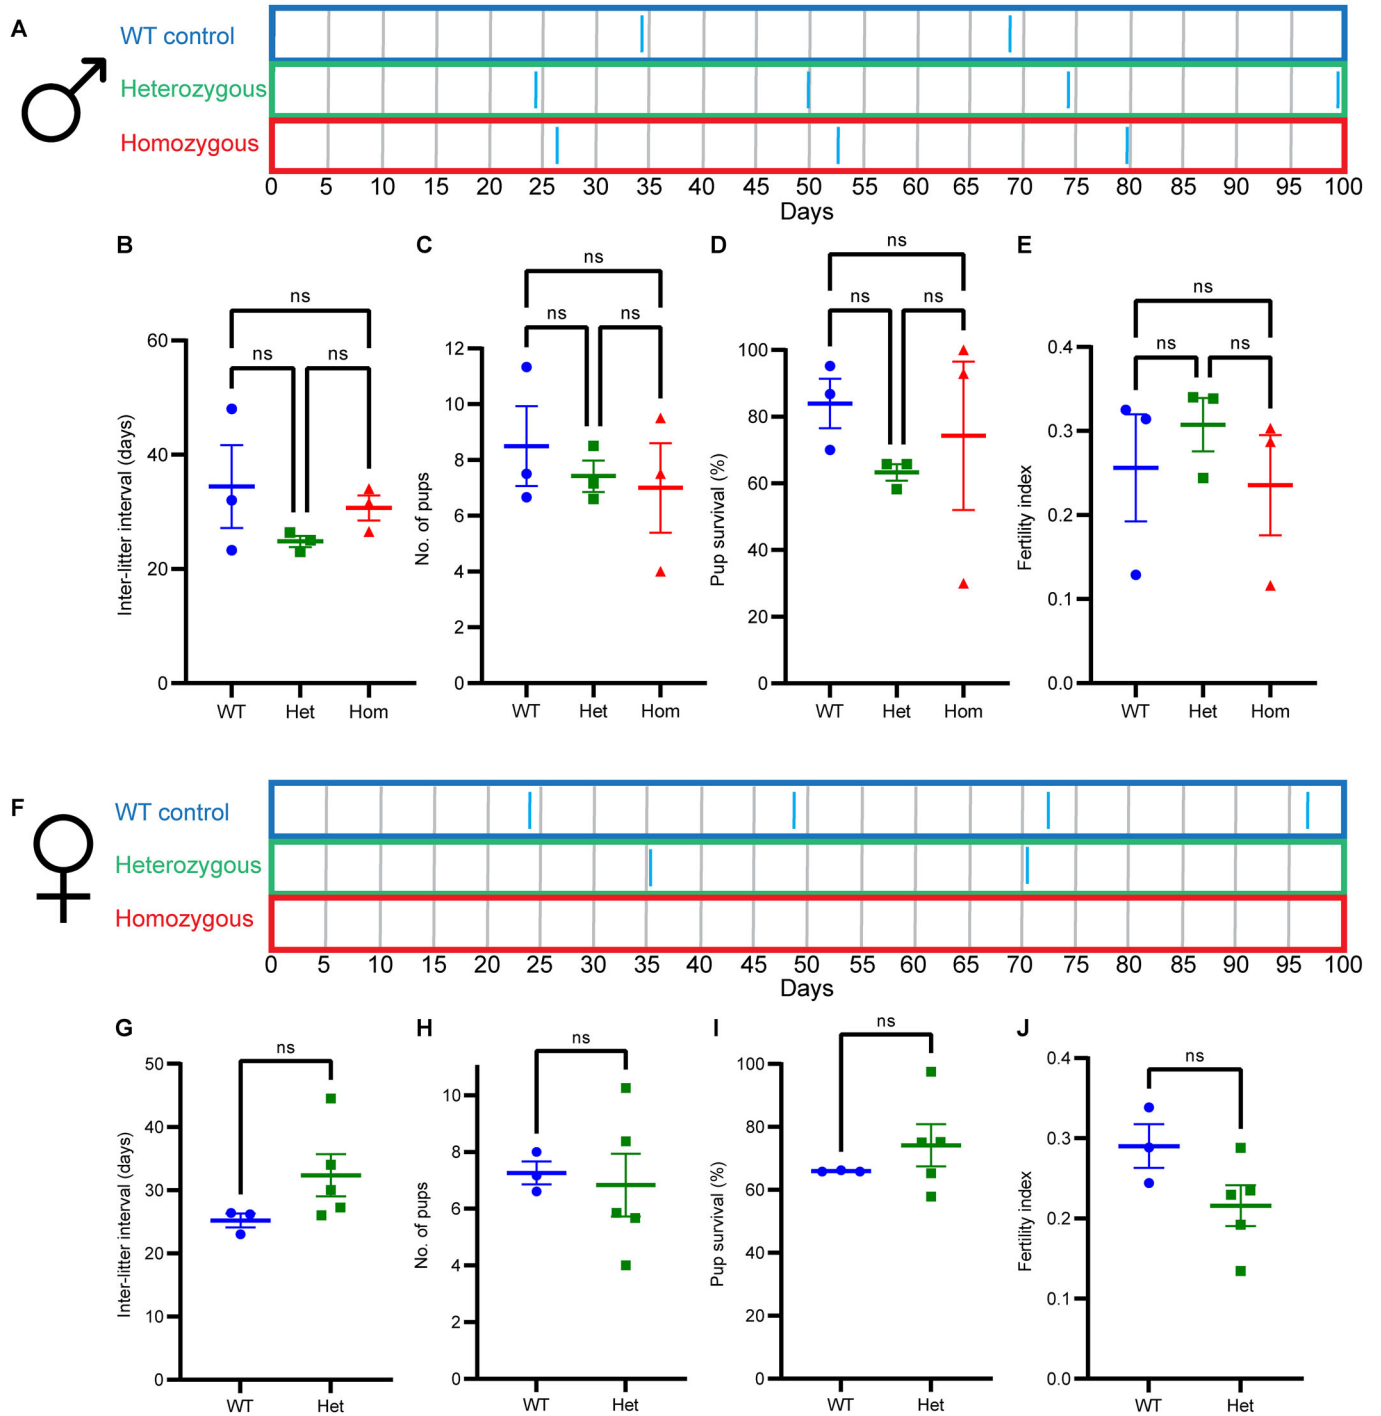 A
WT control
Heterozygous
Homozygous
0 5 10 15 20 25 30 35 40 45 50 55 60 65 70 75 80 85 90 95 100
Days
B
ns
ns ns
60
40
20
0
Inter-litter interval (days)
WT Het Hom
C
ns
ns ns
12
10
8
6
4
2
0
No. of pups
WT Het Hom
D
ns
ns ns
100
80
60
40
20
0
Pup survival (%)
WT Het Hom
E
ns
ns ns
0.4
0.3
0.2
0.1
0.0
Fertility index
WT Het Hom
F
WT control
Heterozygous
Homozygous
0 5 10 15 20 25 30 35 40 45 50 55 60 65 70 75 80 85 90 95 100
Days
G
ns
50
40
30
20
10
0
Inter-litter interval (days)
WT Het
H
ns
10
8
6
4
2
0
No. of pups
WT Het
I
ns
100
80
60
40
20
0
Pup survival (%)
WT Het
J
ns
0.4
0.3
0.2
0.1
0.0
Fertility index
WT Het